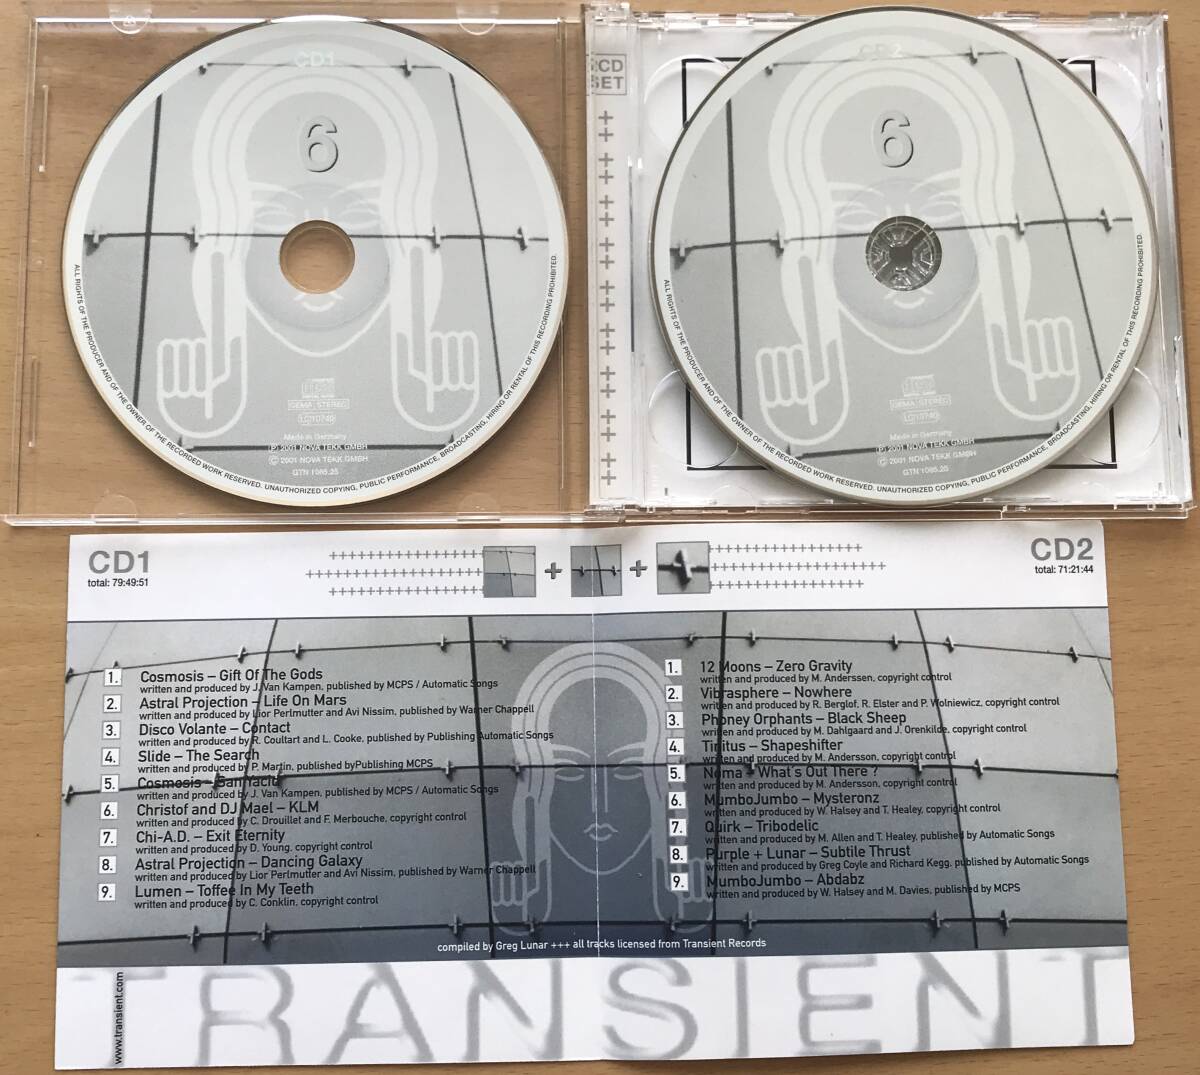 CD1
6
GEMA STEREO
LC 10749
Made in Germany
Ⓟ 2001 NOVA TEKK GMBH
© 2001 NOVA TEKK GMBH
GTN 1065.25
ALL RIGHTS OF THE PRODUCER AND OF THE OWNER OF THE RECORDED WORK RESERVED. UNAUTHORIZED COPYING, PUBLIC PERFORMANCE, BROADCASTING, HIRING OR RENTAL OF THIS RECORDING PROHIBITED.
2CD
SET
CD2
6
GEMA STEREO
LC 10749
Made in Germany
Ⓟ 2001 NOVA TEKK GMBH
© 2001 NOVA TEKK GMBH
GTN 1065.25
ALL RIGHTS OF THE PRODUCER AND OF THE OWNER OF THE RECORDED WORK RESERVED. UNAUTHORIZED COPYING, PUBLIC PERFORMANCE, BROADCASTING, HIRING OR RENTAL OF THIS RECORDING PROHIBITED.
CD1
total: 79:49:51
CD2
total: 71:21:44
1. Cosmosis – Gift Of The Gods
written and produced by J. Van Kampen, published by MCPS / Automatic Songs
2. Astral Projection – Life On Mars
written and produced by Lior Perlmutter and Avi Nissim, published by Warner Chappell
3. Disco Volante – Contact
written and produced by R. Coultart and L. Cooke, published by Publishing Automatic Songs
4. Slide – The Search
written and produced by P. Martin, published byPublishing MCPS
5. Cosmosis –
written and produced by J. Van Kampen, published by MCPS / Automatic Songs
6. Christof and DJ Mael – KLM
written and produced by C. Drouillet and F. Merbouche, copyright control
7. Chi-A.D. – Exit Eternity
written and produced by D. Young, copyright control
8. Astral Projection – Dancing Galaxy
written and produced by Lior Perlmutter and Avi Nissim, published by Warner Chappell
9. Lumen – Toffee In My Teeth
written and produced by C. Conklin, copyright control
1. 12 Moons – Zero Gravity
written and produced by M. Anderssen, copyright control
2. Vibrasphere – Nowhere
written and produced by R. Berglof, R. Elster and P. Wolniewicz, copyright control
3. Phoney Orphants – Black Sheep
written and produced by M. Dahlgaard and J. Orenkilde, copyright control
4. Tinitus – Shapeshifter
written and produced by M. Andersson, copyright control
5. Noma – What's Out There ?
written and produced by M. Andersson, copyright control
6. MumboJumbo – Mysteronz
written and produced by W. Halsey and T. Healey, copyright control
7. Quirk – Tribodelic
written and produced by M. Allen and T. Healey, published by Automatic Songs
8. Purple + Lunar – Subtile Thrust
written and produced by Greg Coyle and Richard Kegg, published by Automatic Songs
9. MumboJumbo – Abdabz
written and produced by W. Halsey and M. Davies, published by MCPS
compiled by Greg Lunar +++ all tracks licensed from Transient Records
www.transient.com
TRANSIENT